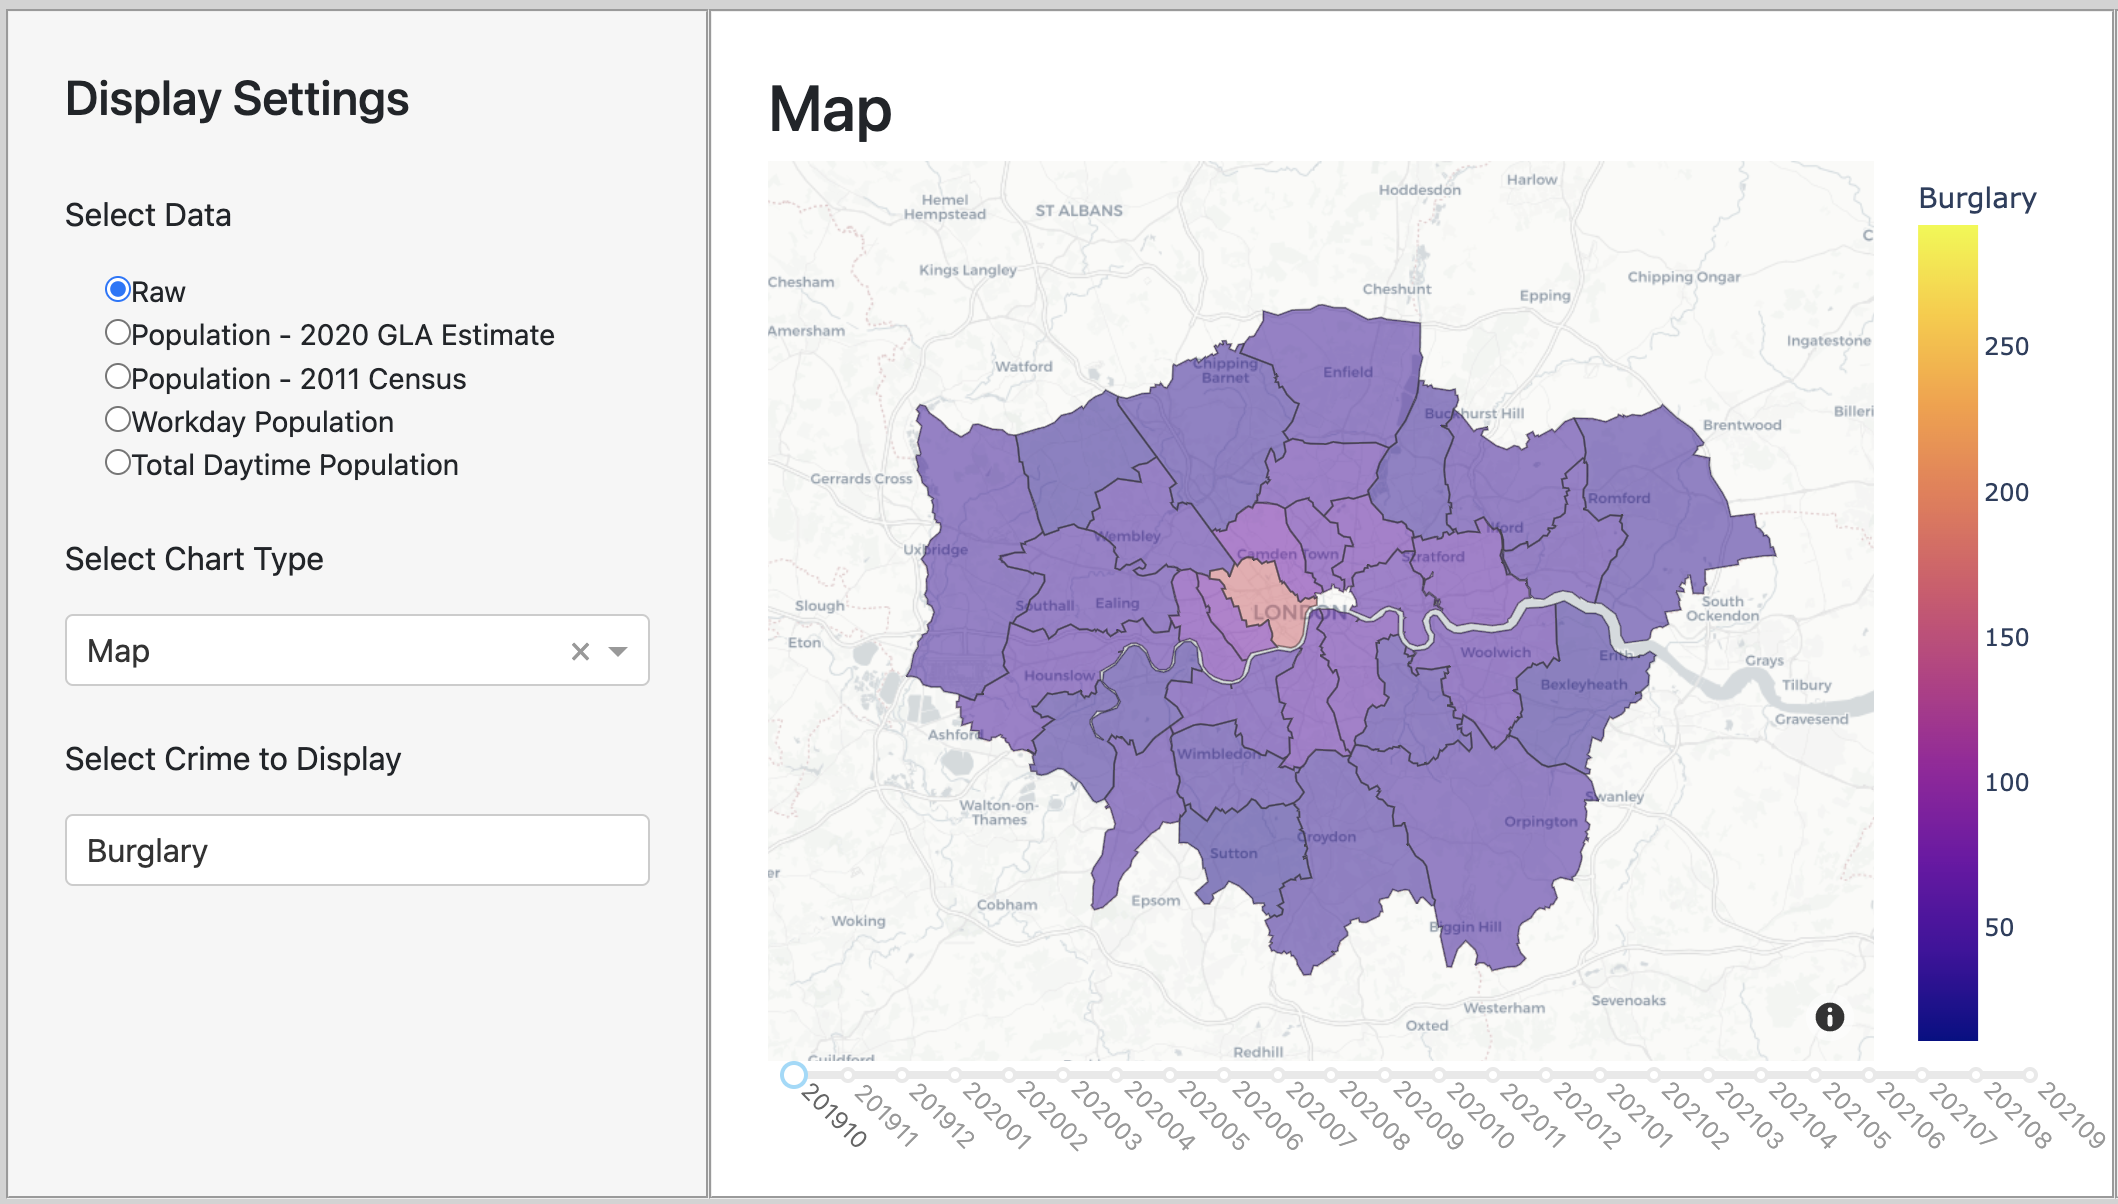 Display Settings
Select Data
Raw
Population - 2020 GLA Estimate
Population - 2011 Census
Workday Population
Total Daytime Population
Select Chart Type
Map
Select Crime to Display
Burglary
Map
Harlow
Hoddesdon
Hemel
Hempstead
ST ALBANS
Kings Langley
Chesham
Cheshunt
Epping
Chipping Ongar
Amersham
Ingatestone
Watford
Chipping
Barnet
Enfield
Buckhurst Hill
Billeri
Brentwood
Gerrards Cross
Romford
Ilford
Wembley
Uxbridge
Camden Town
Stratford
Slough
Southall
Ealing
LONDON
South
Ockendon
Eton
Woolwich
Erith
Grays
Hounslow
Bexleyheath
Tilbury
Gravesend
Ashford
Wimbledon
Swanley
Walton-on-
Thames
Orpington
Croydon
Sutton
er
Cobham
Epsom
Woking
Biggin Hill
Sevenoaks
Westerham
Oxted
Redhill
Guildford
Burglary
250
200
150
100
50
201910
201911
201912
202001
202002
202003
202004
202005
202006
202007
202008
202009
202010
202011
202012
202101
202102
202103
202104
202105
202106
202107
202108
202109